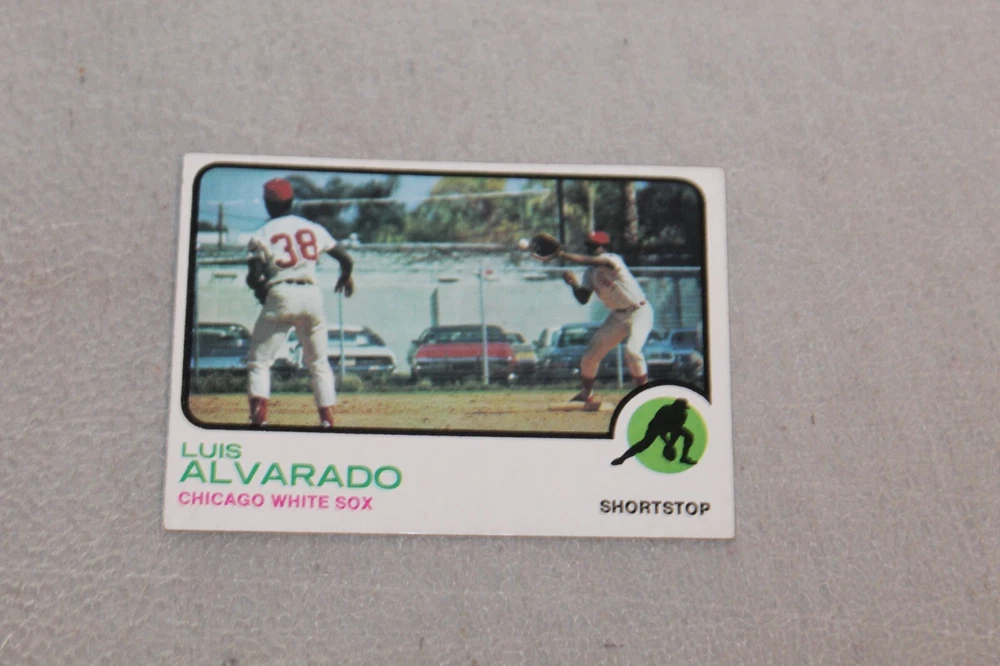 38
LUIS
ALVARADO
CHICAGO WHITE SOX
SHORTSTOP